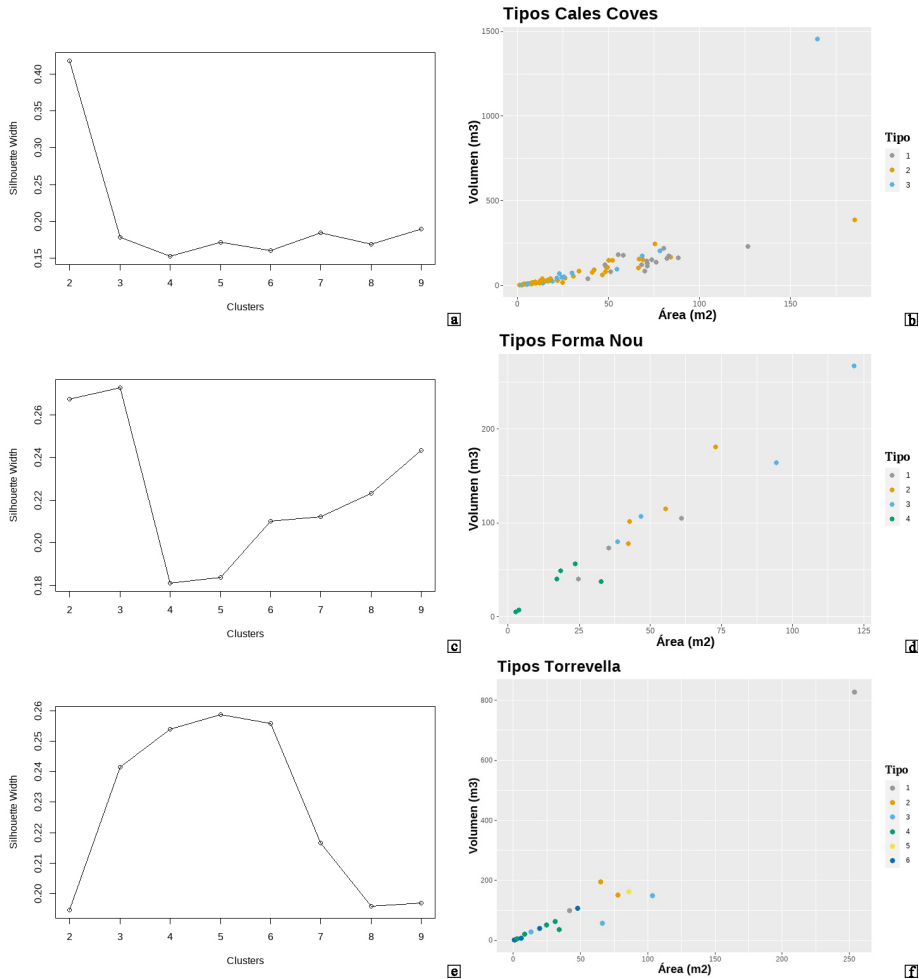 Silhouette Width
0.40
0.35
0.30
0.25
0.20
0.15
2 3 4 5 6 7 8 9
Clusters
a
Tipos Cales Coves
Volumen (m3)
1500
1000
500
0
0 50 100 150
Área (m2)
Tipo
1
2
3
b
Silhouette Width
0.26
0.24
0.22
0.20
0.18
2 3 4 5 6 7 8 9
Clusters
c
Tipos Forma Nou
Volumen (m3)
200
100
0
0 25 50 75 100 125
Área (m2)
Tipo
1
2
3
4
d
Silhouette Width
0.26
0.25
0.24
0.23
0.22
0.21
0.20
2 3 4 5 6 7 8 9
Clusters
e
Tipos Torrevella
Volumen (m3)
800
600
400
200
0
0 50 100 150 200 250
Área (m2)
Tipo
1
2
3
4
5
6
f